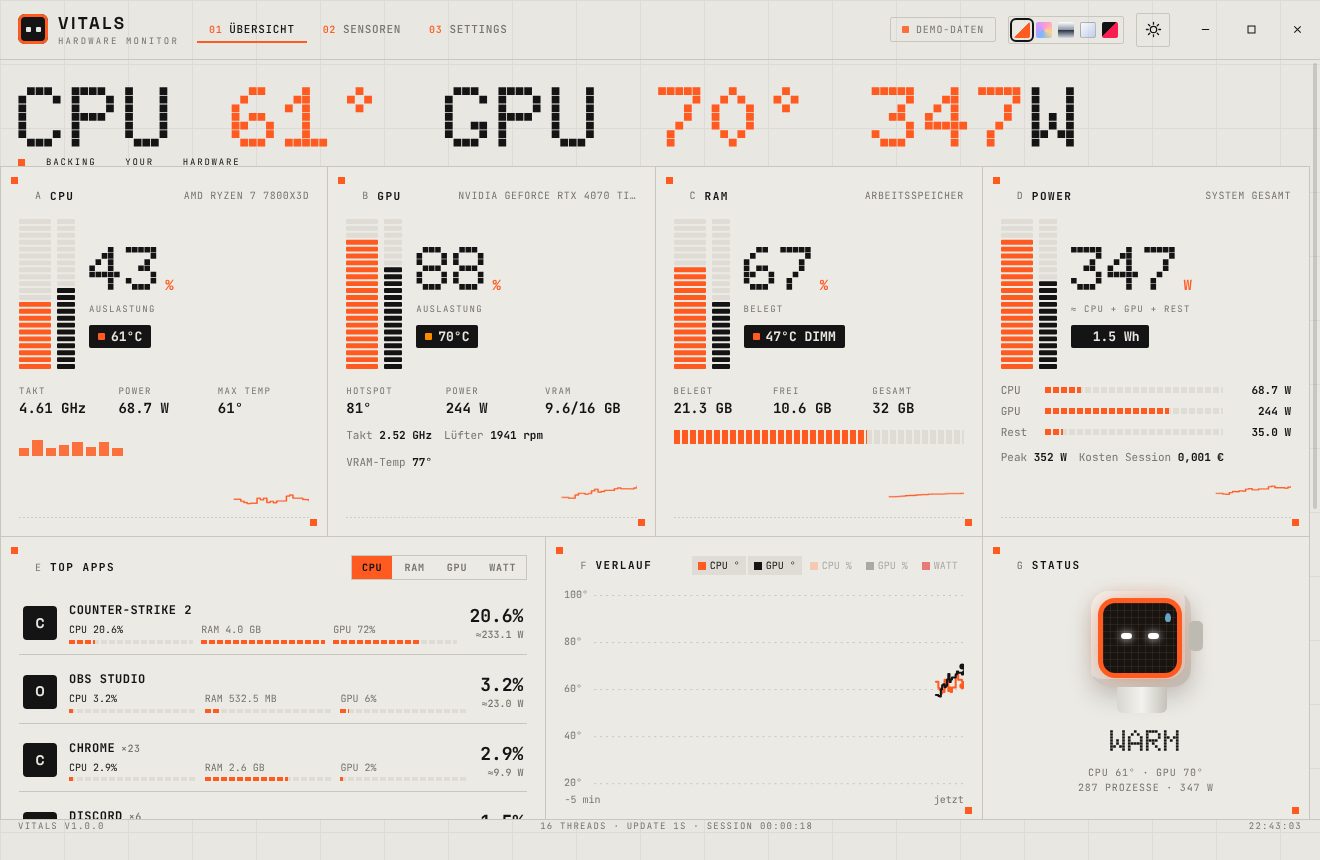 VITALS
HARDWARE MONITOR
01 ÜBERSICHT
02 SENSOREN
03 SETTINGS
DEMO-DATEN
CPU 61° GPU 70° 347W
BACKING YOUR HARDWARE
A CPU
AMD RYZEN 7 7800X3D
43 %
AUSLASTUNG
61°C
TAKT POWER MAX TEMP
4.61 GHz 68.7 W 61°
B GPU
NVIDIA GEFORCE RTX 4070 TI…
88 %
AUSLASTUNG
70°C
HOTSPOT POWER VRAM
81° 244 W 9.6/16 GB
Takt 2.52 GHz Lüfter 1941 rpm
VRAM-Temp 77°
C RAM
ARBEITSSPEICHER
67 %
BELEGT
47°C DIMM
BELEGT FREI GESAMT
21.3 GB 10.6 GB 32 GB
D POWER
SYSTEM GESAMT
347 W
≈ CPU + GPU + REST
1.5 Wh
CPU 68.7 W
GPU 244 W
Rest 35.0 W
Peak 352 W Kosten Session 0,001 €
E TOP APPS
CPU RAM GPU WATT
C COUNTER-STRIKE 2 20.6%
CPU 20.6% RAM 4.0 GB GPU 72% ≈233.1 W
O OBS STUDIO 3.2%
CPU 3.2% RAM 532.5 MB GPU 6% ≈23.0 W
C CHROME ×23 2.9%
CPU 2.9% RAM 2.6 GB GPU 2% ≈9.9 W
DISCORD ×6
F VERLAUF
CPU ° GPU ° CPU % GPU % WATT
100°
80°
60°
40°
20°
-5 min jetzt
G STATUS
WARM
CPU 61° · GPU 70°
287 PROZESSE · 347 W
VITALS V1.0.0
16 THREADS · UPDATE 1S · SESSION 00:00:18
22:43:03